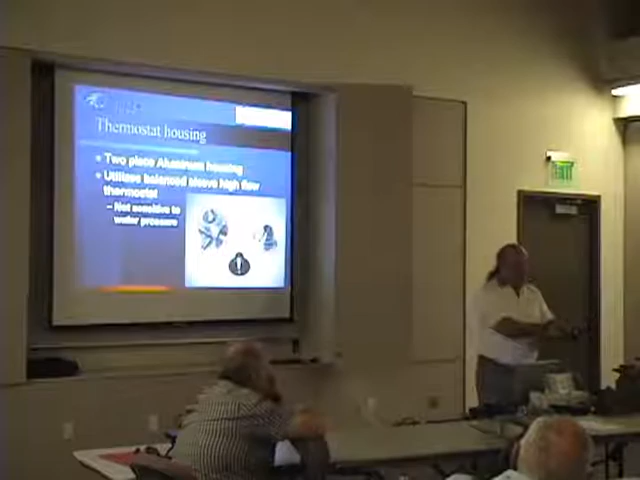 Thermostat housing
• Two piece Aluminum housing
• Utilizes balanced sleeve high flow
thermostat
– Not sensitive to
water pressure
EXIT